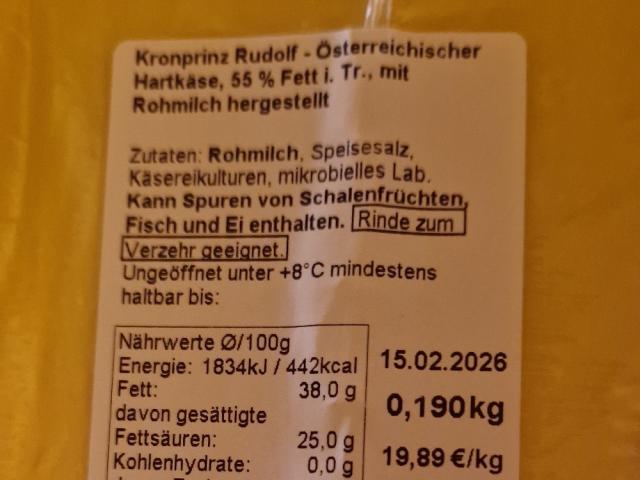 Kronprinz Rudolf - Österreichischer
Hartkäse, 55 % Fett i. Tr., mit
Rohmilch hergestellt
Zutaten: Rohmilch, Speisesalz,
Käsereikulturen, mikrobielles Lab.
Kann Spuren von Schalenfrüchten,
Fisch und Ei enthalten. Rinde zum
Verzehr geeignet.
Ungeöffnet unter +8°C mindestens
haltbar bis:
Nährwerte Ø/100g
Energie: 1834kJ / 442kcal
Fett: 38,0 g
davon gesättigte
Fettsäuren: 25,0 g
Kohlenhydrate: 0,0 g
15.02.2026
0,190kg
19,89 €/kg